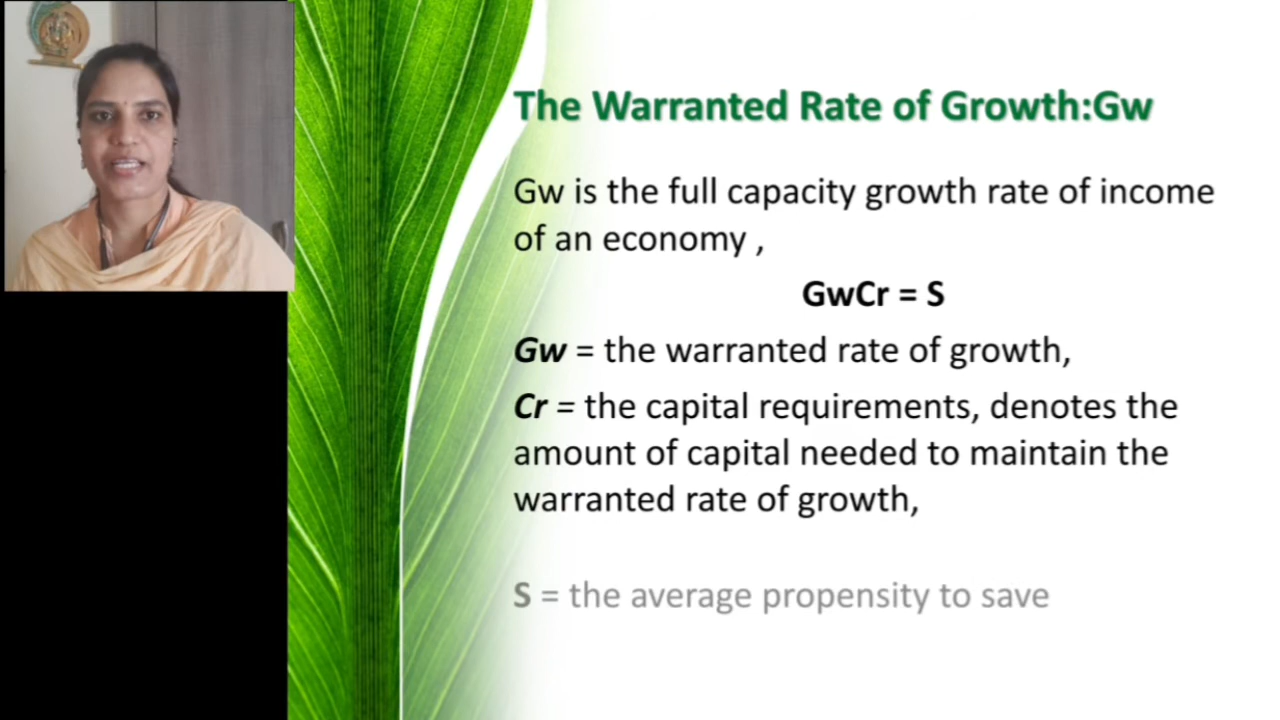 The Warranted Rate of Growth:Gw
Gw is the full capacity growth rate of income
of an economy ,
GwCr = S
Gw = the warranted rate of growth,
Cr = the capital requirements, denotes the
amount of capital needed to maintain the
warranted rate of growth,
S = the average propensity to save